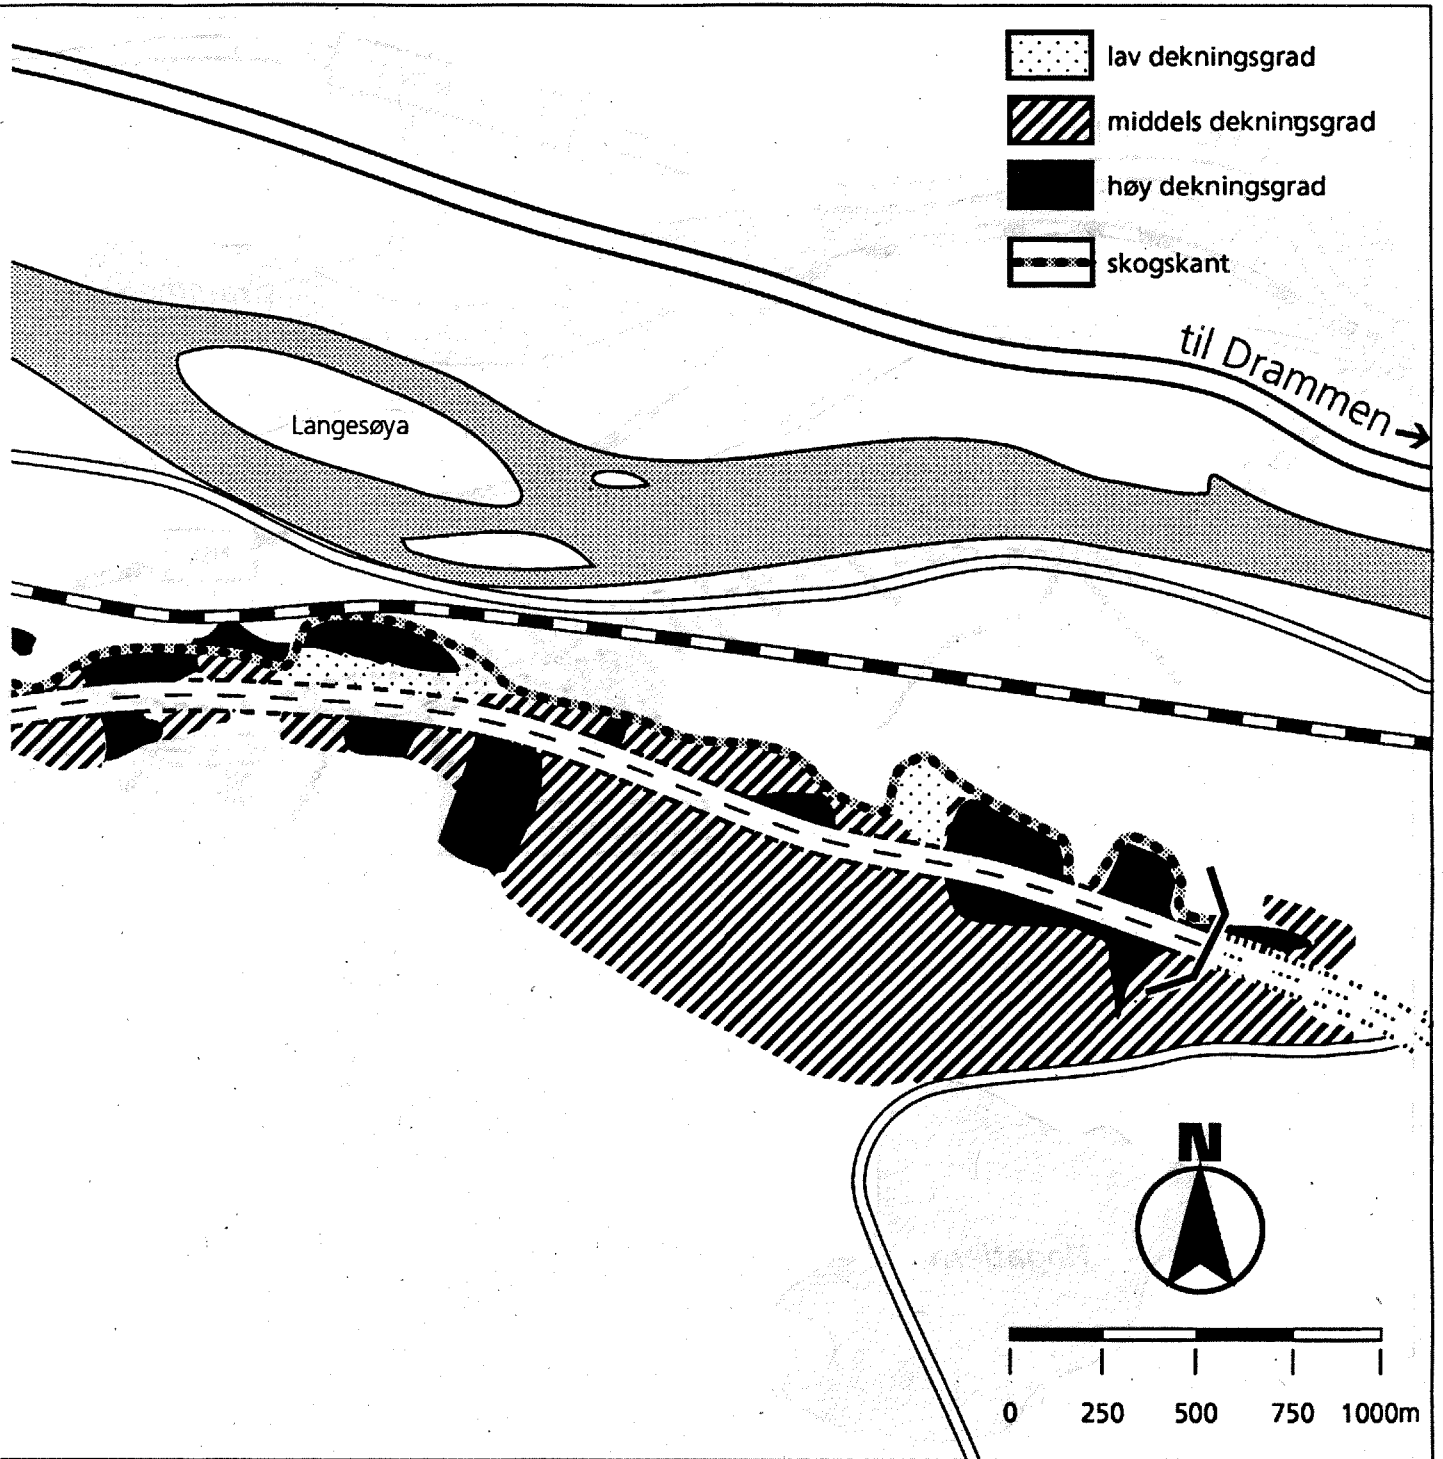 lav dekningsgrad
middels dekningsgrad
høy dekningsgrad
skogskant
til Drammen
Langesøya
N
0 250 500 750 1000m